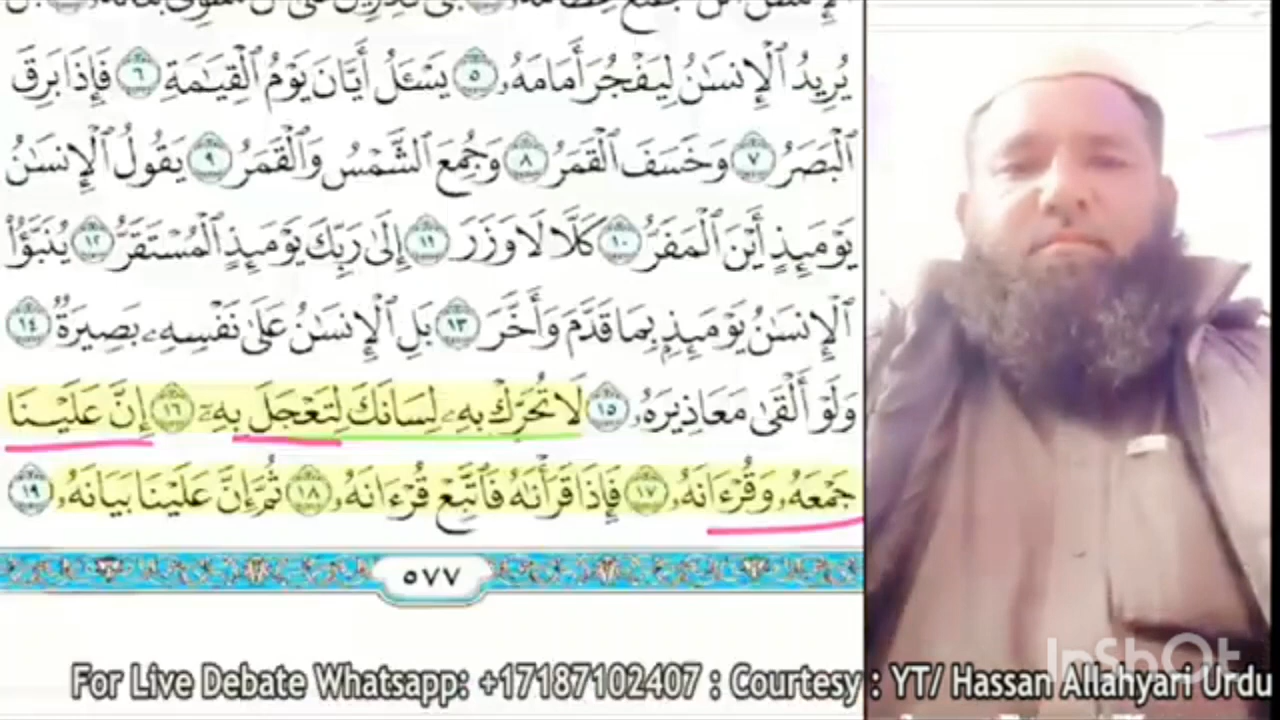 يُرِيدُ ٱلْإِنسَـٰنُ لِيَفْجُرَ أَمَامَهُۥ ٥ يَسْـَٔلُ أَيَّانَ يَوْمُ ٱلْقِيَـٰمَةِ ٦ فَإِذَا بَرِقَ
ٱلْبَصَرُ ٧ وَخَسَفَ ٱلْقَمَرُ ٨ وَجُمِعَ ٱلشَّمْسُ وَٱلْقَمَرُ ٩ يَقُولُ ٱلْإِنسَـٰنُ
يَوْمَئِذٍ أَيْنَ ٱلْمَفَرُّ ١٠ كَلَّا لَا وَزَرَ ١١ إِلَىٰ رَبِّكَ يَوْمَئِذٍ ٱلْمُسْتَقَرُّ ١٢ يُنَبَّؤُا۟
ٱلْإِنسَـٰنُ يَوْمَئِذٍۭ بِمَا قَدَّمَ وَأَخَّرَ ١٣ بَلِ ٱلْإِنسَـٰنُ عَلَىٰ نَفْسِهِۦ بَصِيرَةٌ ١٤
وَلَوْ أَلْقَىٰ مَعَاذِيرَهُۥ ١٥ لَا تُحَرِّكْ بِهِۦ لِسَانَكَ لِتَعْجَلَ بِهِۦٓ ١٦ إِنَّ عَلَيْنَا
جَمْعَهُۥ وَقُرْءَانَهُۥ ١٧ فَإِذَا قَرَأْنَـٰهُ فَٱتَّبِعْ قُرْءَانَهُۥ ١٨ ثُمَّ إِنَّ عَلَيْنَا بَيَانَهُۥ ١٩
٥٧٧
InShOt
For Live Debate Whatsapp: +17187102407 : Courtesy : YT/ Hassan Allahyari Urdu